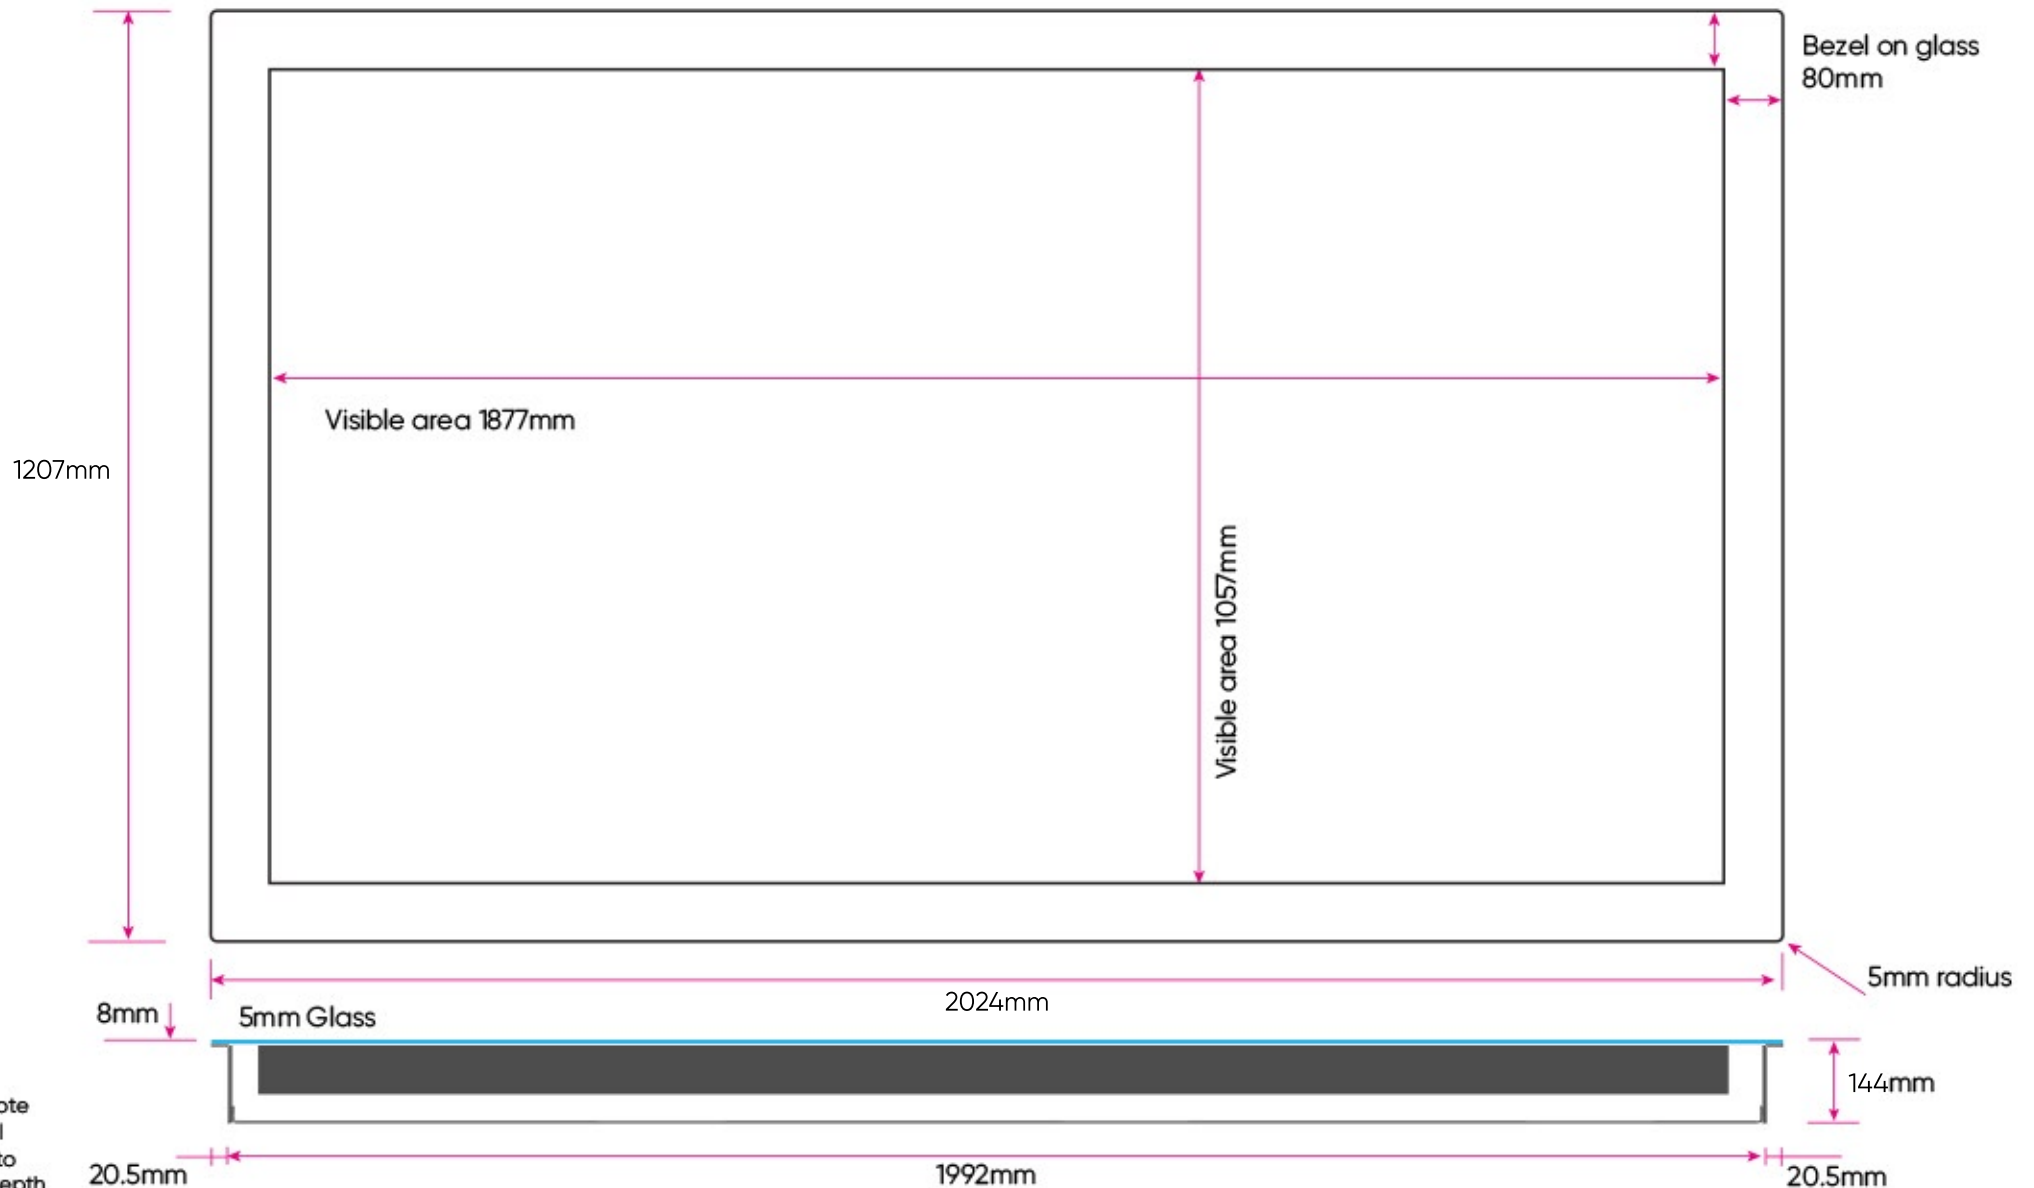 Bezel on glass
80mm
Visible area 1877mm
1207mm
Visible area 1057mm
5mm radius
2024mm
8mm
5mm Glass
144mm
to
20.5mm
1992mm
20.5mm